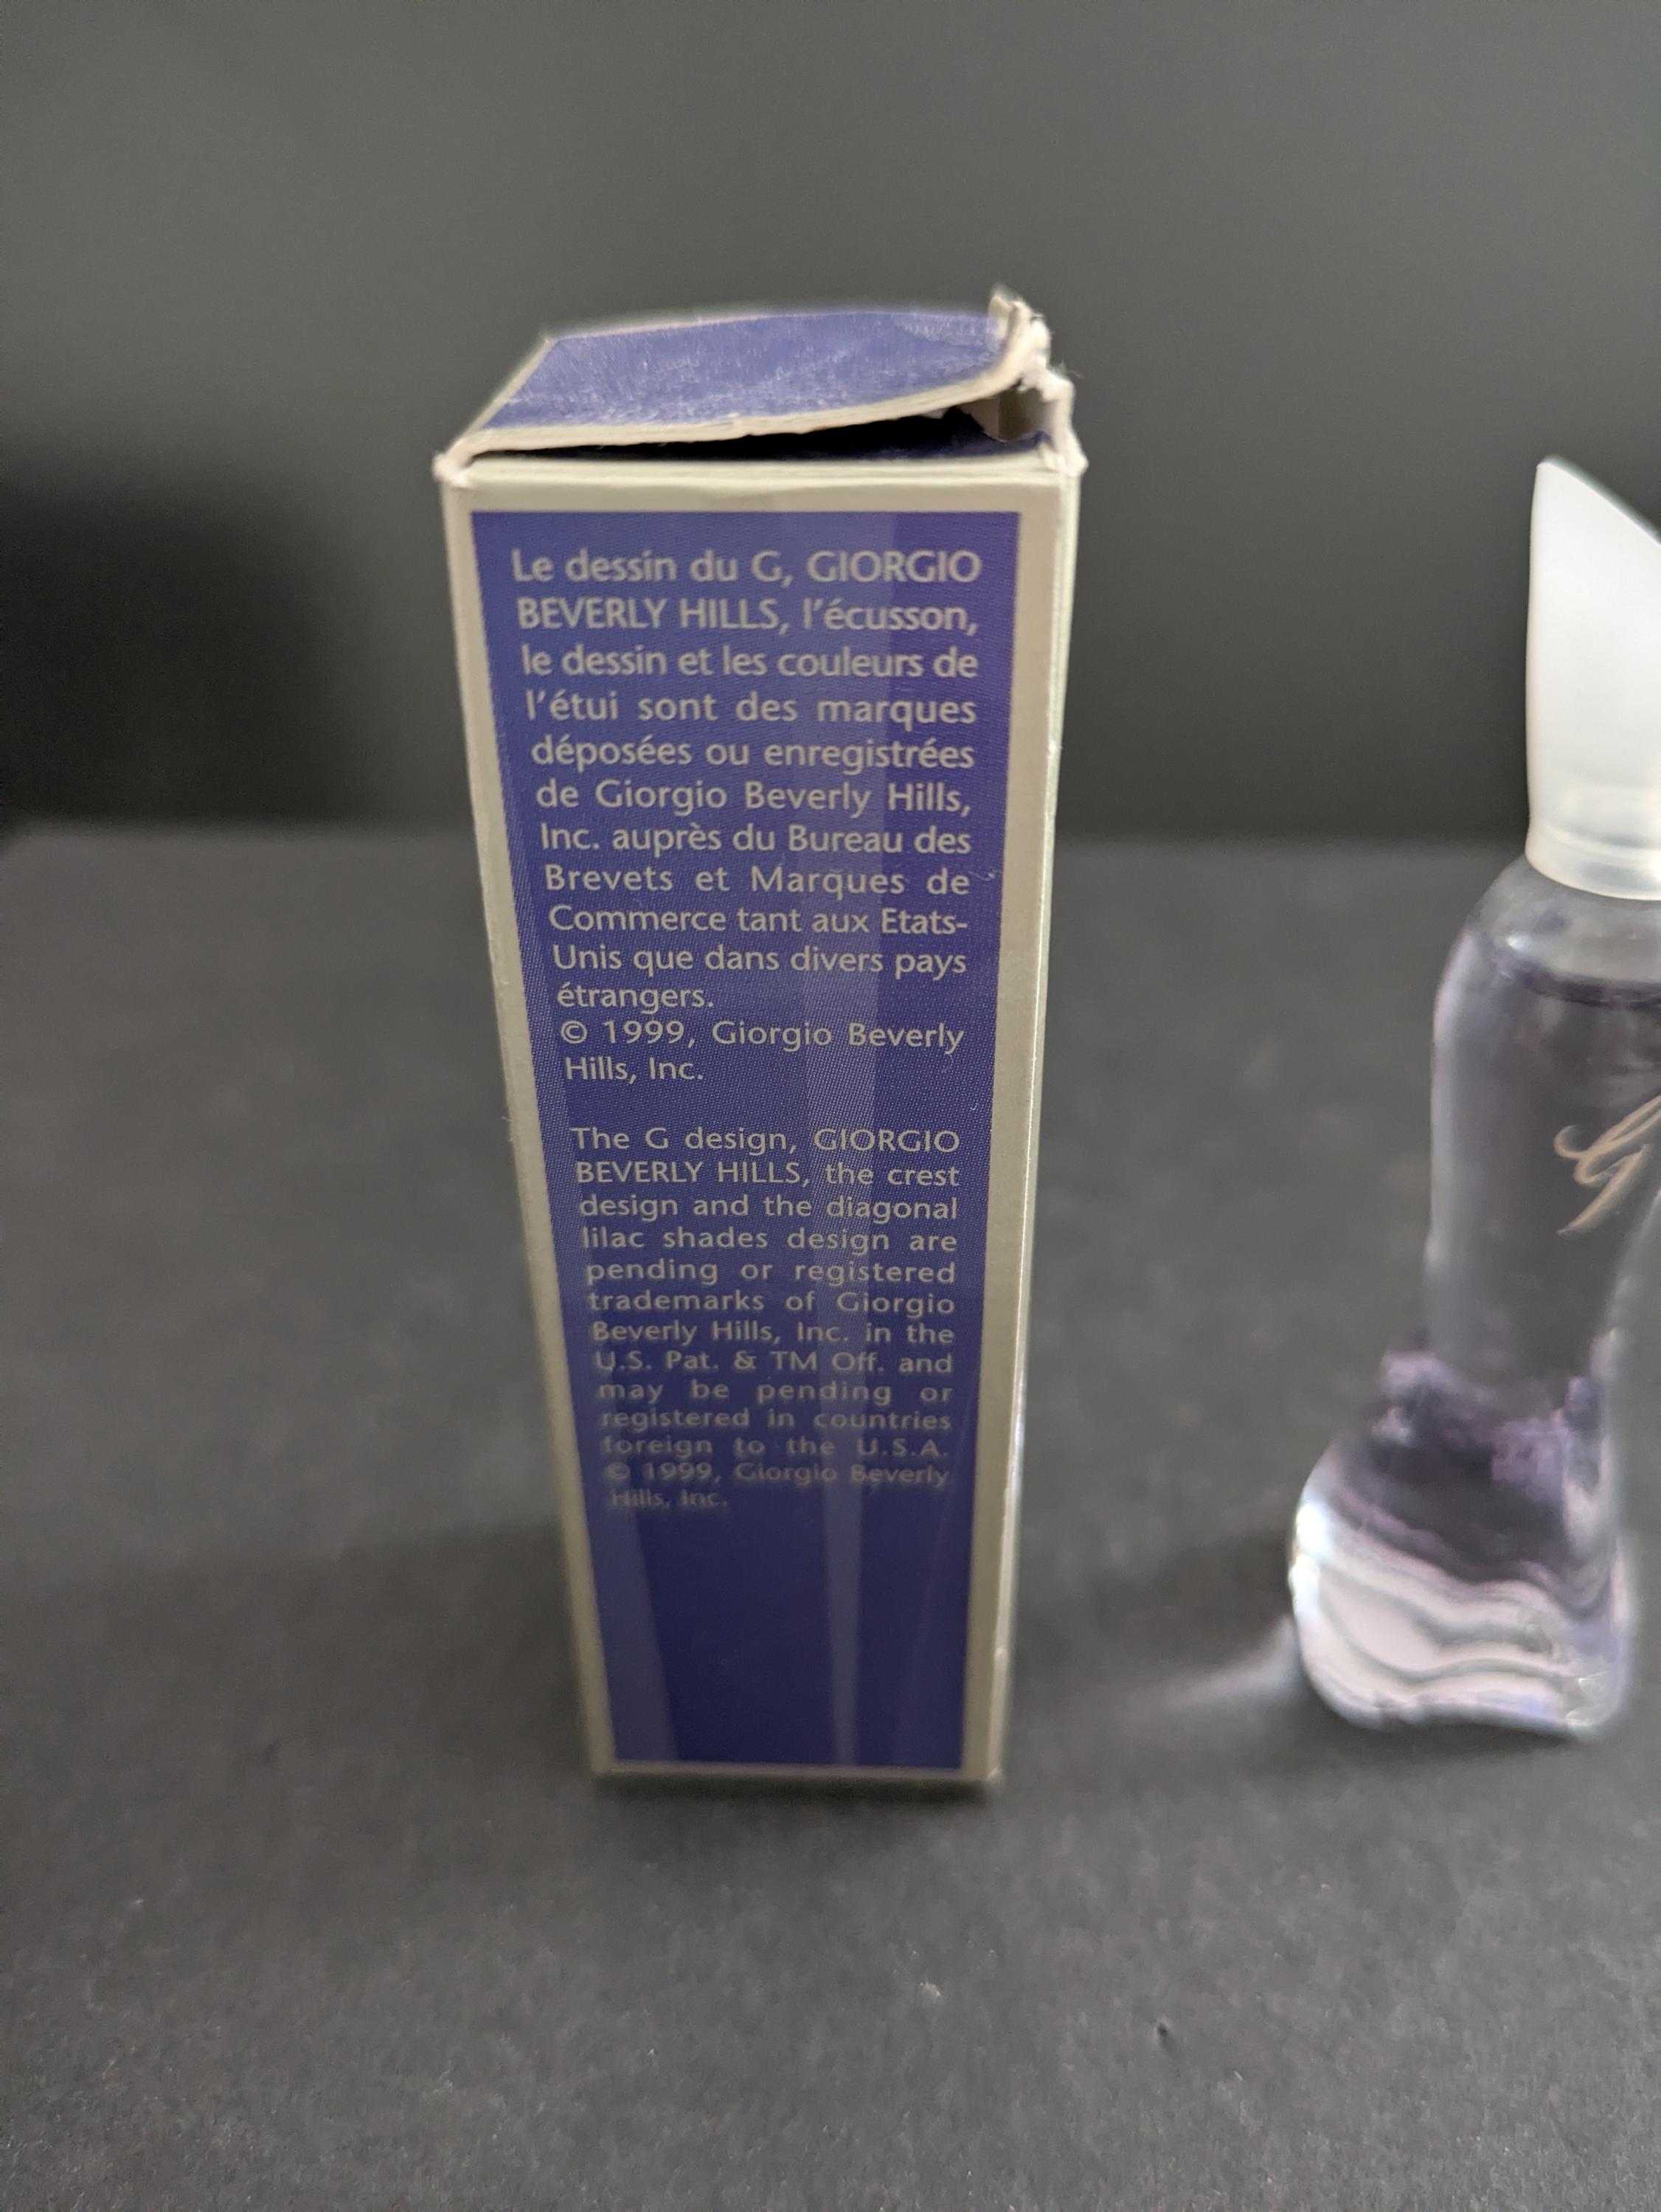 Le dessin du G, GIORGIO
BEVERLY HILLS, l'écusson,
le dessin et les couleurs de
l'étui sont des marques
déposées ou enregistrées
de Giorgio Beverly Hills,
Inc. auprès du Bureau des
Brevets et Marques de
Commerce tant aux Etats-
Unis que dans divers pays
étrangers.
© 1999, Giorgio Beverly
Hills, Inc.
The G design, GIORGIO
BEVERLY HILLS, the crest
design and the diagonal
lilac shades design are
pending or registered
trademarks of Giorgio
Beverly Hills, Inc. in the
U.S. Pat. & TM Off. and
may be pending or
registered in countries
foreign to the U.S.A.
© 1999, Giorgio Beverly
Hills, Inc.
G